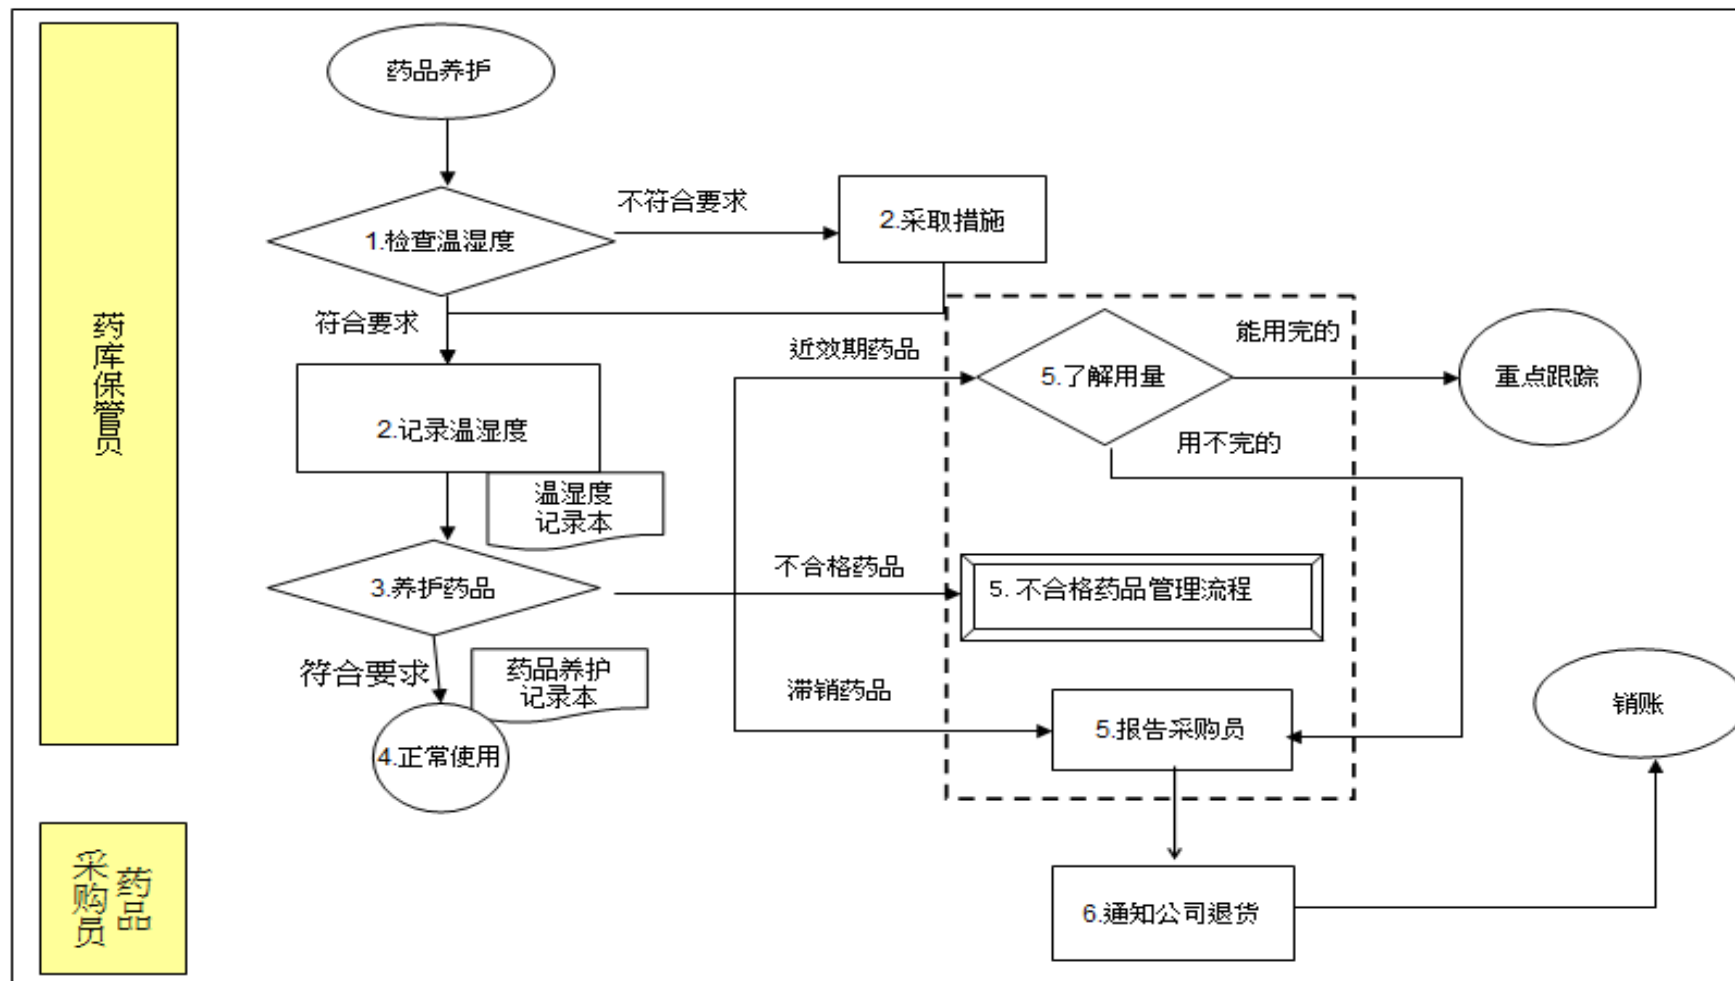 药库保管员
药品养护
1.检查温湿度
不符合要求
2.采取措施
符合要求
2.记录温湿度
温湿度
记录本
近效期药品
5.了解用量
能用完的
重点跟踪
用不完的
3.养护药品
不合格药品
5. 不合格药品管理流程
符合要求
药品养护
记录本
4.正常使用
滞销药品
5.报告采购员
销账
药品
采购员
6.通知公司退货